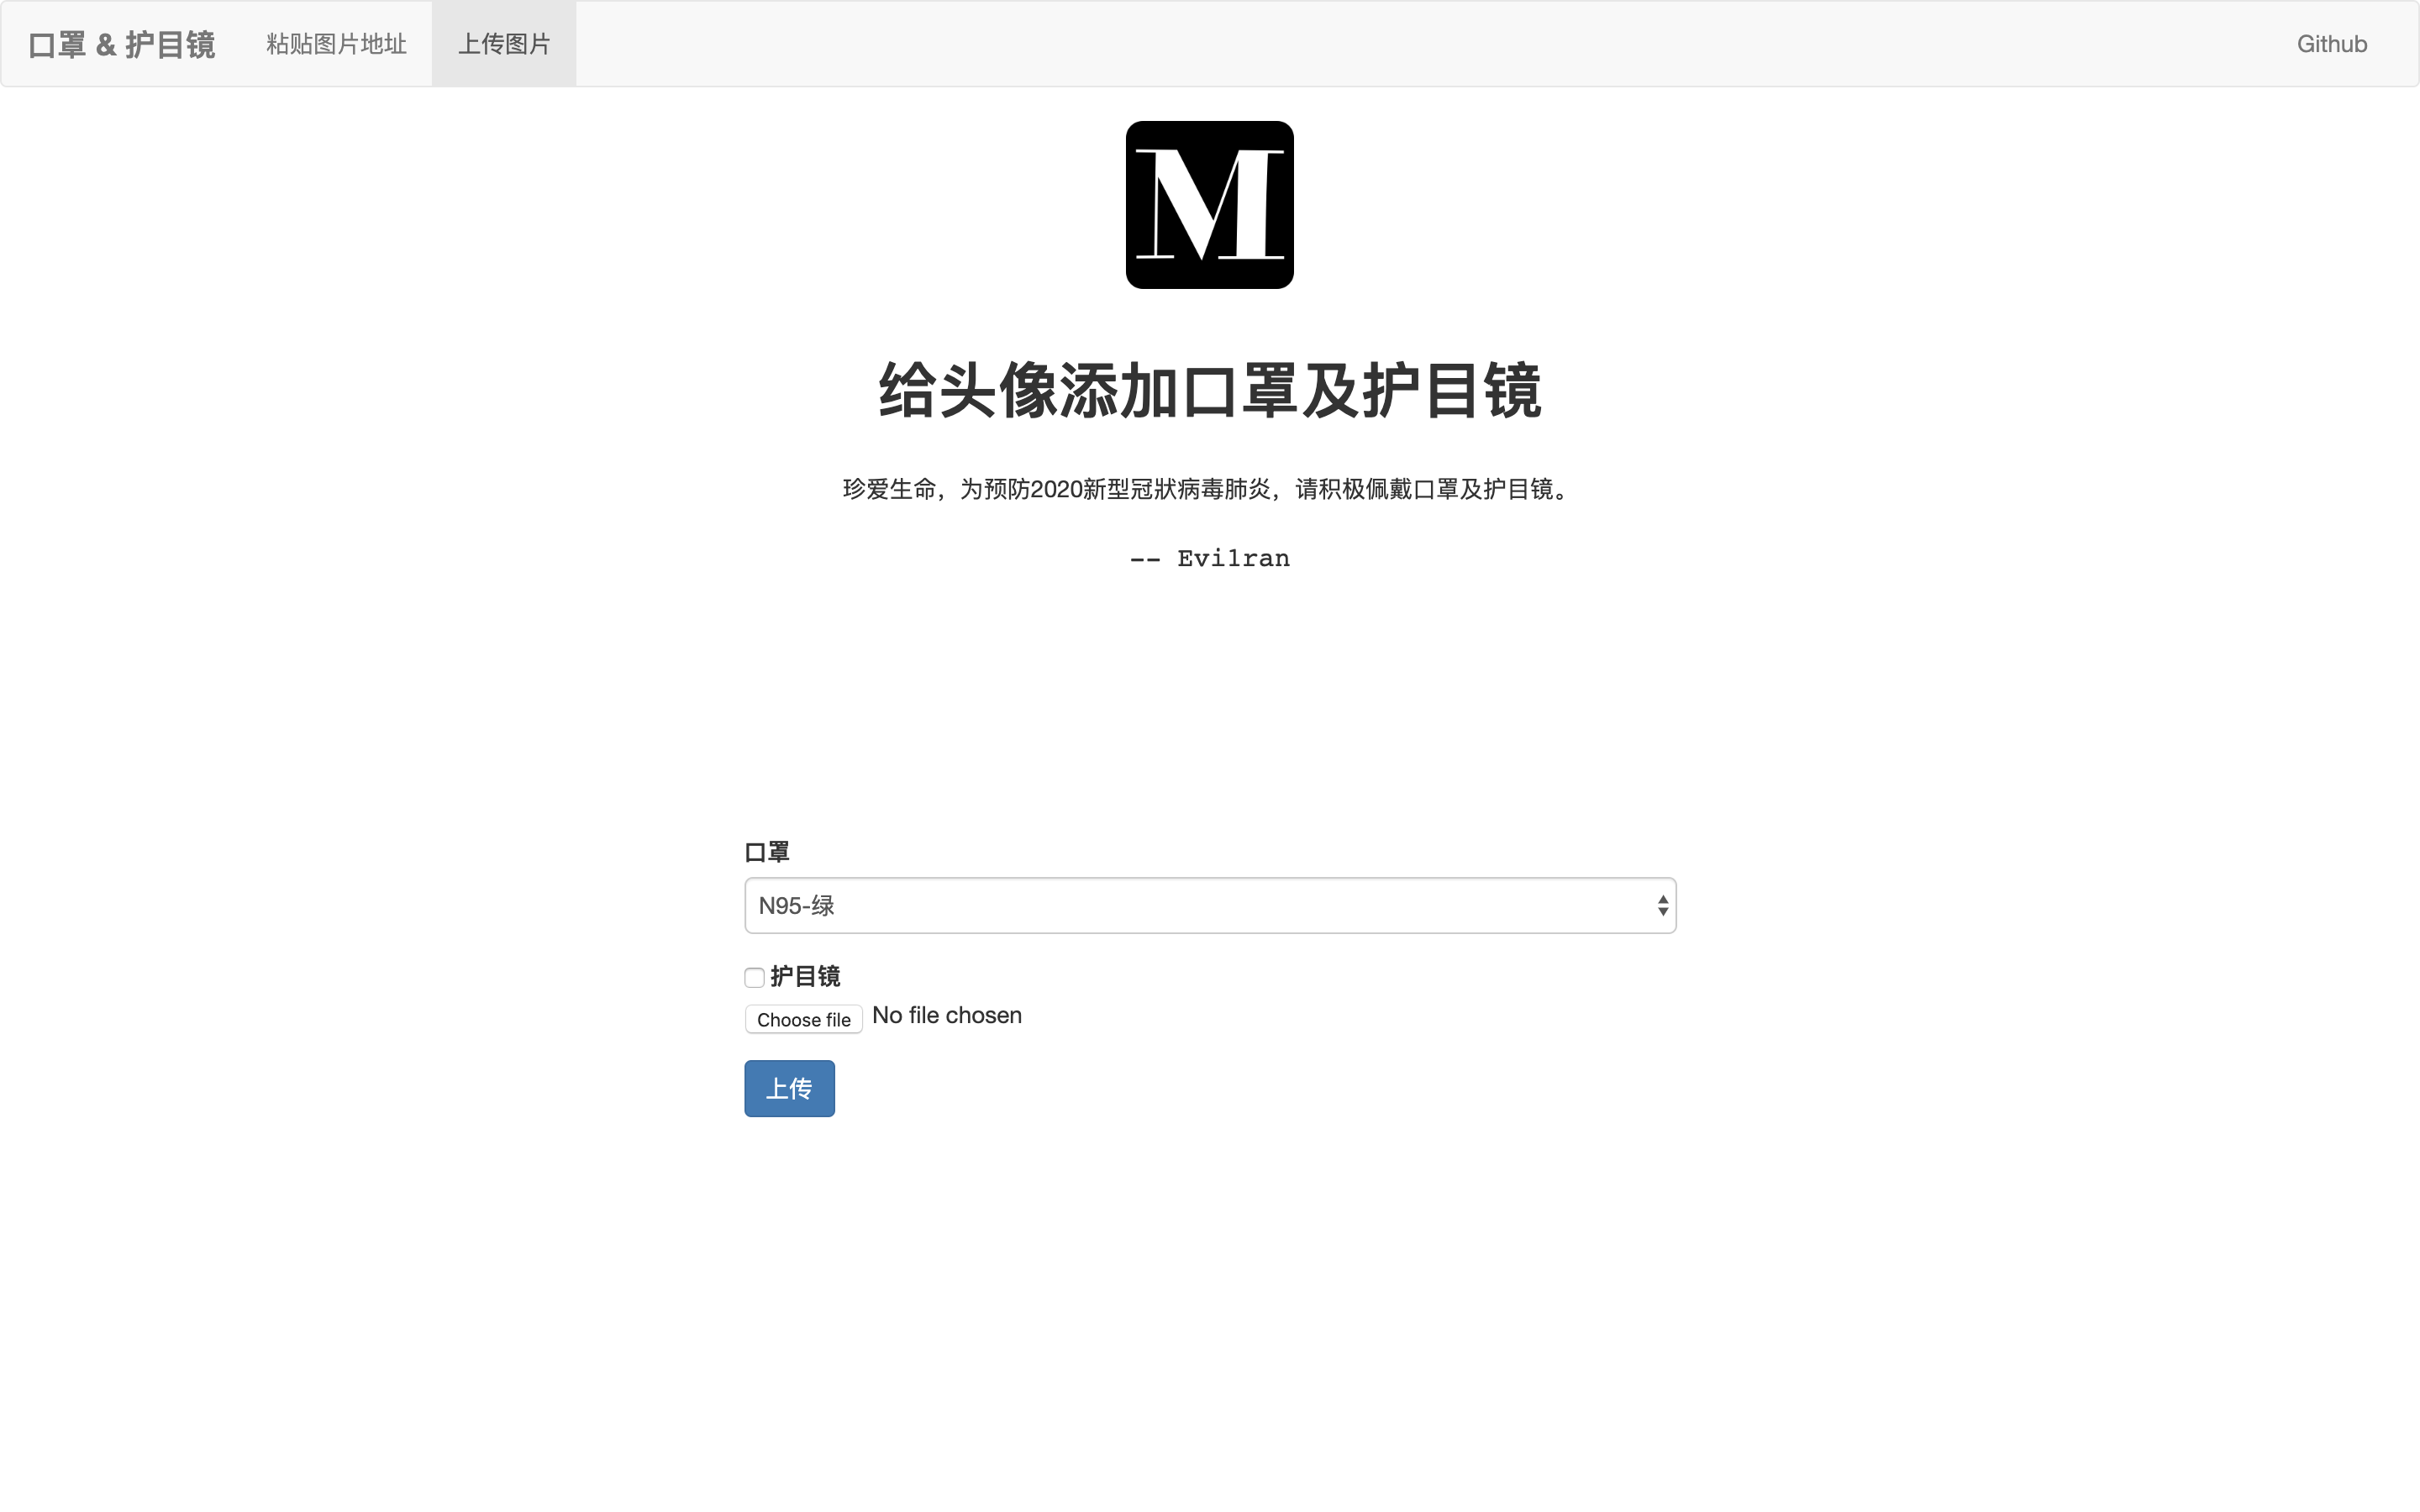 口罩 & 护目镜 粘贴图片地址 上传图片 Github
M
给头像添加口罩及护目镜
珍爱生命，为预防2020新型冠狀病毒肺炎，请积极佩戴口罩及护目镜。
-- Evi1ran
口罩
N95-绿
护目镜
Choose file No file chosen
上传